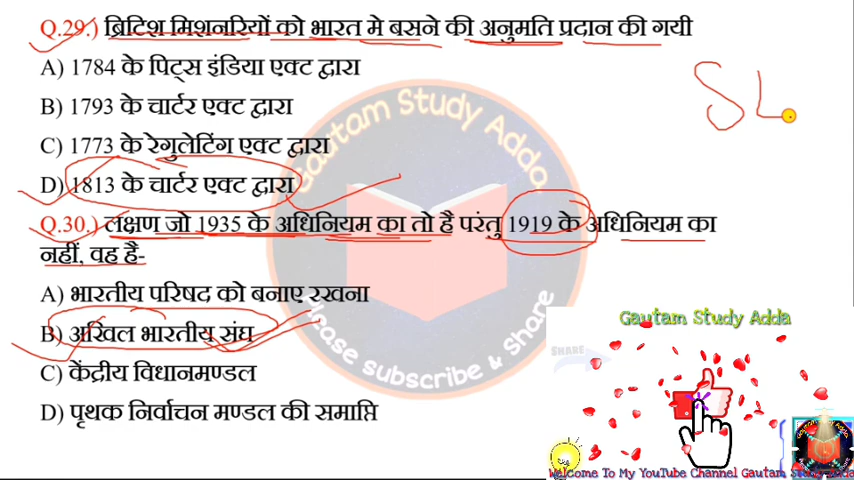 Q.29.) ब्रिटिश मिशनरियों को भारत मे बसने की अनुमति प्रदान की गयी
A) 1784 के पिट्स इंडिया एक्ट द्वारा
B) 1793 के चार्टर एक्ट द्वारा
C) 1773 के रेगुलेटिंग एक्ट द्वारा
D) 1813 के चार्टर एक्ट द्वारा
Q.30.) लक्षण जो 1935 के अधिनियम का तो है परंतु 1919 के अधिनियम का
नहीं, वह है-
A) भारतीय परिषद को बनाए रखना
B) अखिल भारतीय संघ
C) केंद्रीय विधानमण्डल
D) पृथक निर्वाचन मण्डल की समाप्ति
Gautam Study Adda
Please subscribe & share
Gautam Study Adda
SHARE
Welcome To My YouTube Channel Gautam Study Adda